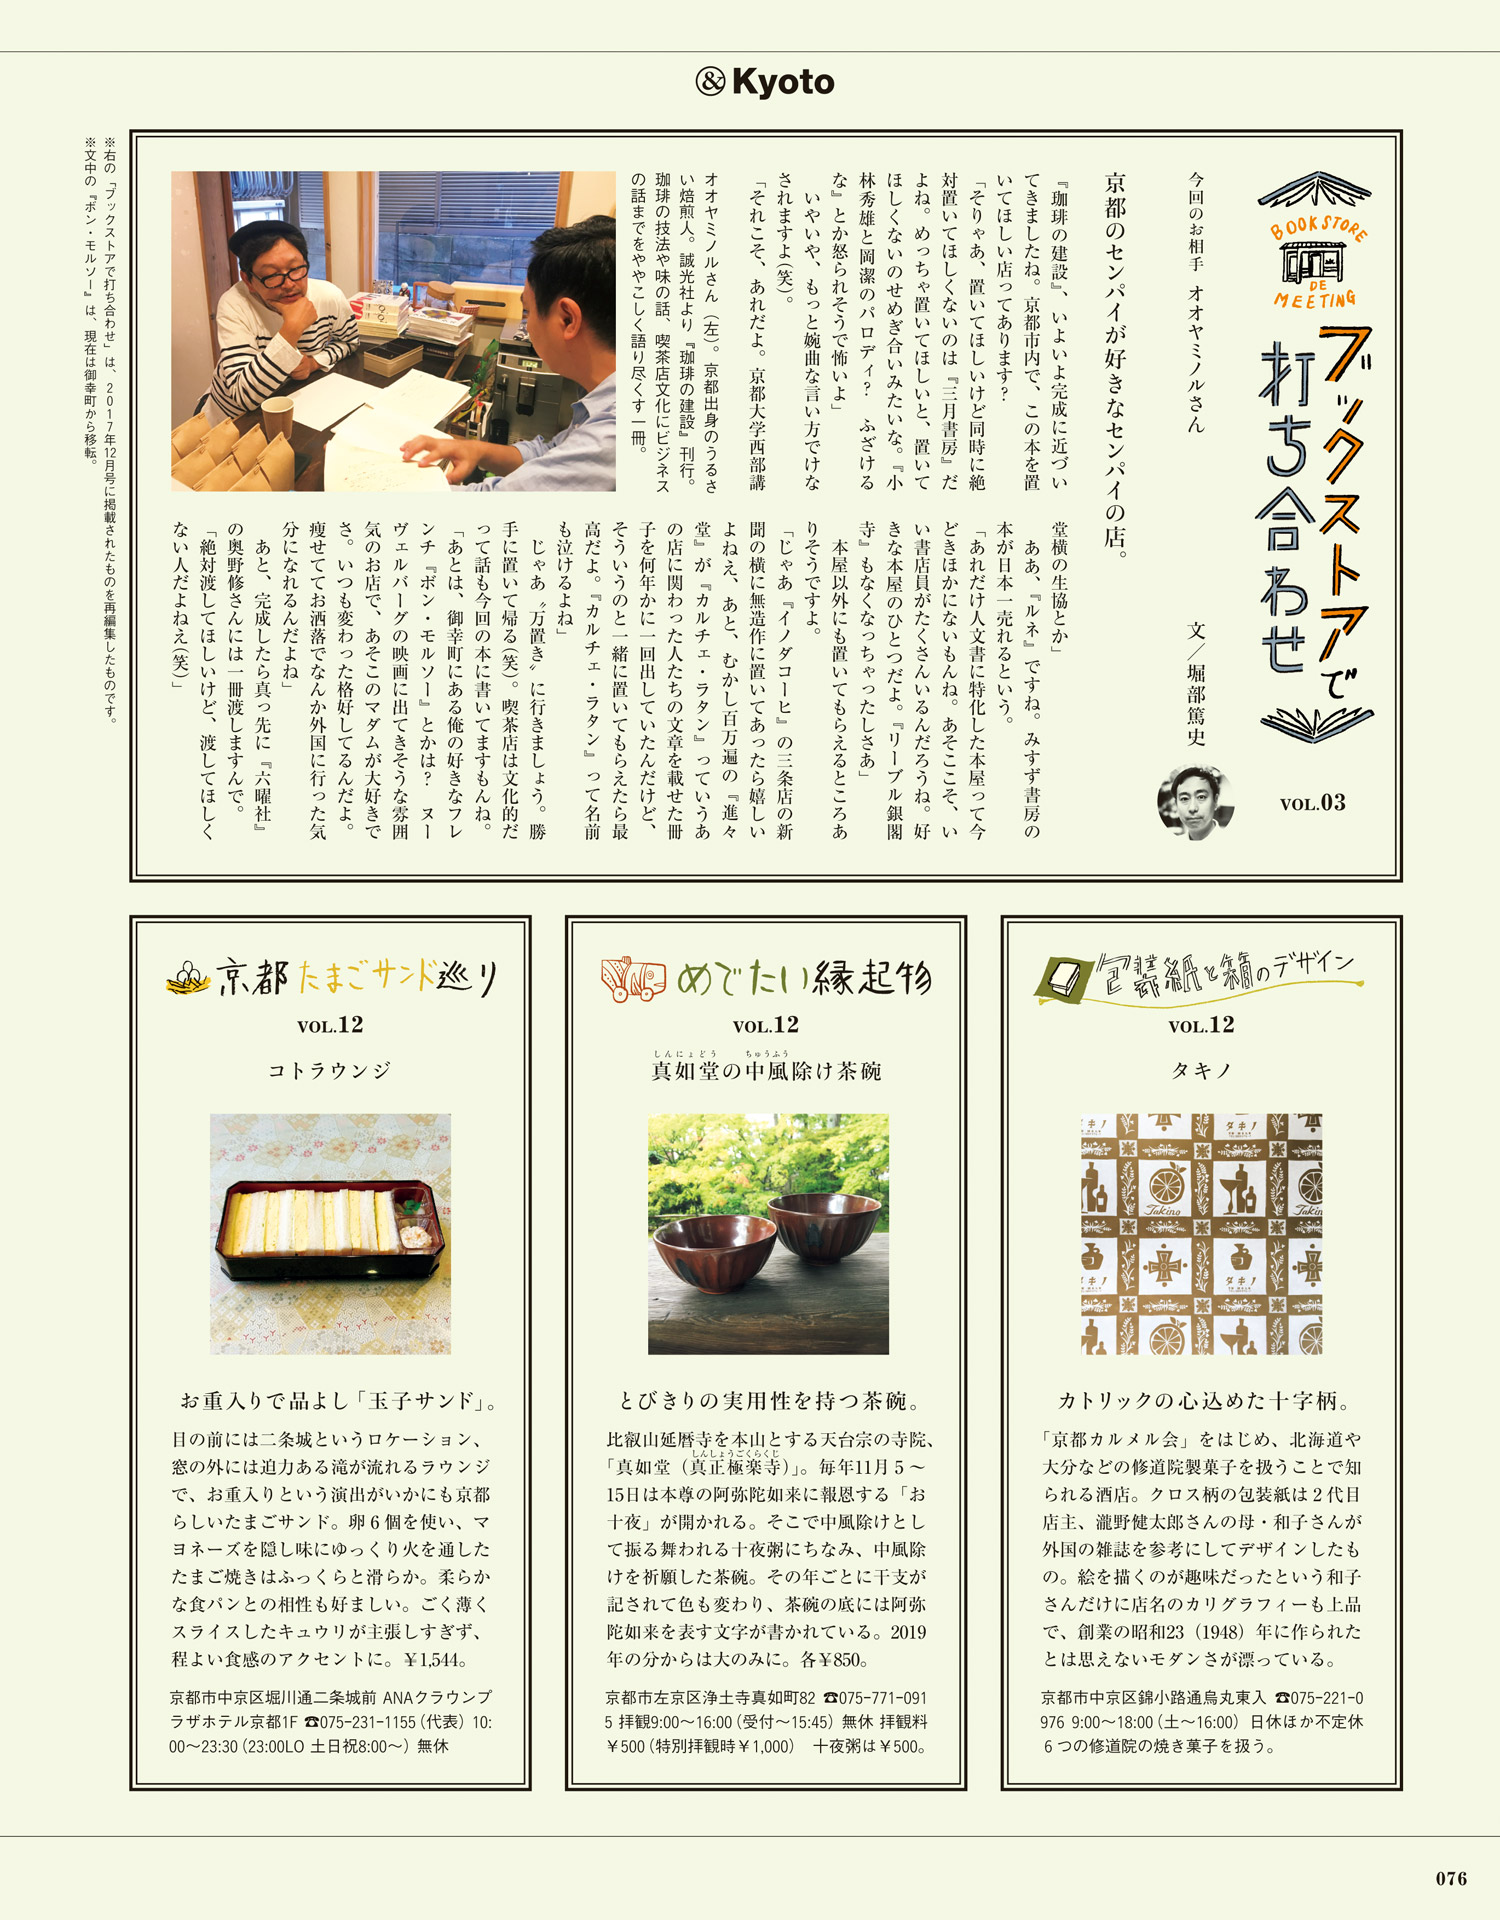 &Kyoto
BOOK STORE
DE
MEETING
ブックストアで
打ち合わせ
VOL.03
今回のお相手 オオヤミノルさん
文／堀部篤史
京都のセンパイが好きなセンパイの店。
『珈琲の建設』、いよいよ完成に近づい
てきましたね。京都市内で、この本を置
いてほしい店ってあります？
「そりゃあ、置いてほしいけど同時に絶
対置いてほしくないのは『三月書房』だ
よね。めっちゃ置いてほしいと、置いて
ほしくないのせめぎ合いみたいな。『小
林秀雄と岡潔のパロディ？ ふざける
な』とか怒られそうで怖いよ」
いやいや、もっと婉曲な言い方でけな
されますよ(笑)。
「それこそ、あれだよ。京都大学西部講
堂横の生協とか」
ああ、『ルネ』ですね。みすず書房の
本が日本一売れるという。
「あれだけ人文書に特化した本屋って今
どきほかにないもんね。あそこそ、い
い書店員がたくさんいるんだろうね。好
きな本屋のひとつだよ。『リーブル銀閣
寺』もなくなっちゃったしさあ」
本屋以外にも置いてもらえるところあ
りそうですよ。
「じゃあ『イノダコーヒ』の三条店の新
聞の横に無造作に置いてあったら嬉しい
よねえ、あと、むかし百万遍の『進々
堂』が『カルチェ・ラタン』っていうあ
の店に関わった人たちの文章を載せた冊
子を何年かに一回出していたんだけど、
そういうのと一緒に置いてもらえたら最
高だよ。『カルチェ・ラタン』って名前
も泣けるよね」
じゃあ〝万置き〟に行きましょう。勝
手に置いて帰る(笑)。喫茶店は文化的だ
って話も今回の本に書いてますもんね。
「あとは、御幸町にある俺の好きなフレ
ンチ『ボン・モルソー』とかは？ ヌー
ヴェルバーグの映画に出てきそうな雰囲
気のお店で、あそこのマダムが大好きで
さ。いつも変わった格好してるんだよ。
痩せててお洒落でなんか外国に行った気
分になれるんだよね」
あと、完成したら真っ先に『六曜社』
の奥野修さんには一冊渡しますんで。
「絶対渡してほしいけど、渡してほしく
ない人だよねえ(笑)」
オオヤミノルさん（左）。京都出身のうるさ
い焙煎人。誠光社より『珈琲の建設』刊行。
珈琲の技法や味の話、喫茶店文化にビジネス
の話までをややこしく語り尽くす一冊。
※右の「ブックストアで打ち合わせ」は、2017年12月号に掲載されたものを再編集したものです。
※文中の『ボン・モルソー』は、現在は御幸町から移転。
包装紙と箱のデザイン
VOL.12
タキノ
カトリックの心込めた十字柄。
「京都カルメル会」をはじめ、北海道や
大分などの修道院製菓子を扱うことで知
られる酒店。クロス柄の包装紙は２代目
店主、瀧野健太郎さんの母・和子さんが
外国の雑誌を参考にしてデザインしたも
の。絵を描くのが趣味だったという和子
さんだけに店名のカリグラフィーも上品
で、創業の昭和23（1948）年に作られた
とは思えないモダンさが漂っている。
京都市中京区錦小路通烏丸東入 ☎075-221-0
976 9:00～18:00（土～16:00） 日休ほか不定休
６つの修道院の焼き菓子を扱う。
めでたい縁起物
VOL.12
しんにょどう ちゅうふう
真如堂の中風除け茶碗
とびきりの実用性を持つ茶碗。
比叡山延暦寺を本山とする天台宗の寺院、
しんしょうごくらくじ
「真如堂（真正極楽寺）」。毎年11月５～
15日は本尊の阿弥陀如来に報恩する「お
十夜」が開かれる。そこで中風除けとし
て振る舞われる十夜粥にちなみ、中風除
けを祈願した茶碗。その年ごとに干支が
記されて色も変わり、茶碗の底には阿弥
陀如来を表す文字が書かれている。2019
年の分からは大のみに。各￥850。
京都市左京区浄土寺真如町82 ☎075-771-091
5 拝観9:00～16:00（受付～15:45） 無休 拝観料
￥500（特別拝観時￥1,000） 十夜粥は￥500。
京都たまごサンド巡り
VOL.12
コトラウンジ
お重入りで品よし「玉子サンド」。
目の前には二条城というロケーション、
窓の外には迫力ある滝が流れるラウンジ
で、お重入りという演出がいかにも京都
らしいたまごサンド。卵６個を使い、マ
ヨネーズを隠し味にゆっくり火を通した
たまご焼きはふっくらと滑らか。柔らか
な食パンとの相性も好ましい。ごく薄く
スライスしたキュウリが主張しすぎず、
程よい食感のアクセントに。￥1,544。
京都市中京区堀川通二条城前 ANAクラウンプ
ラザホテル京都1F ☎075-231-1155（代表） 10:
00～23:30（23:00LO 土日祝8:00～） 無休
タキノ
Takino
076